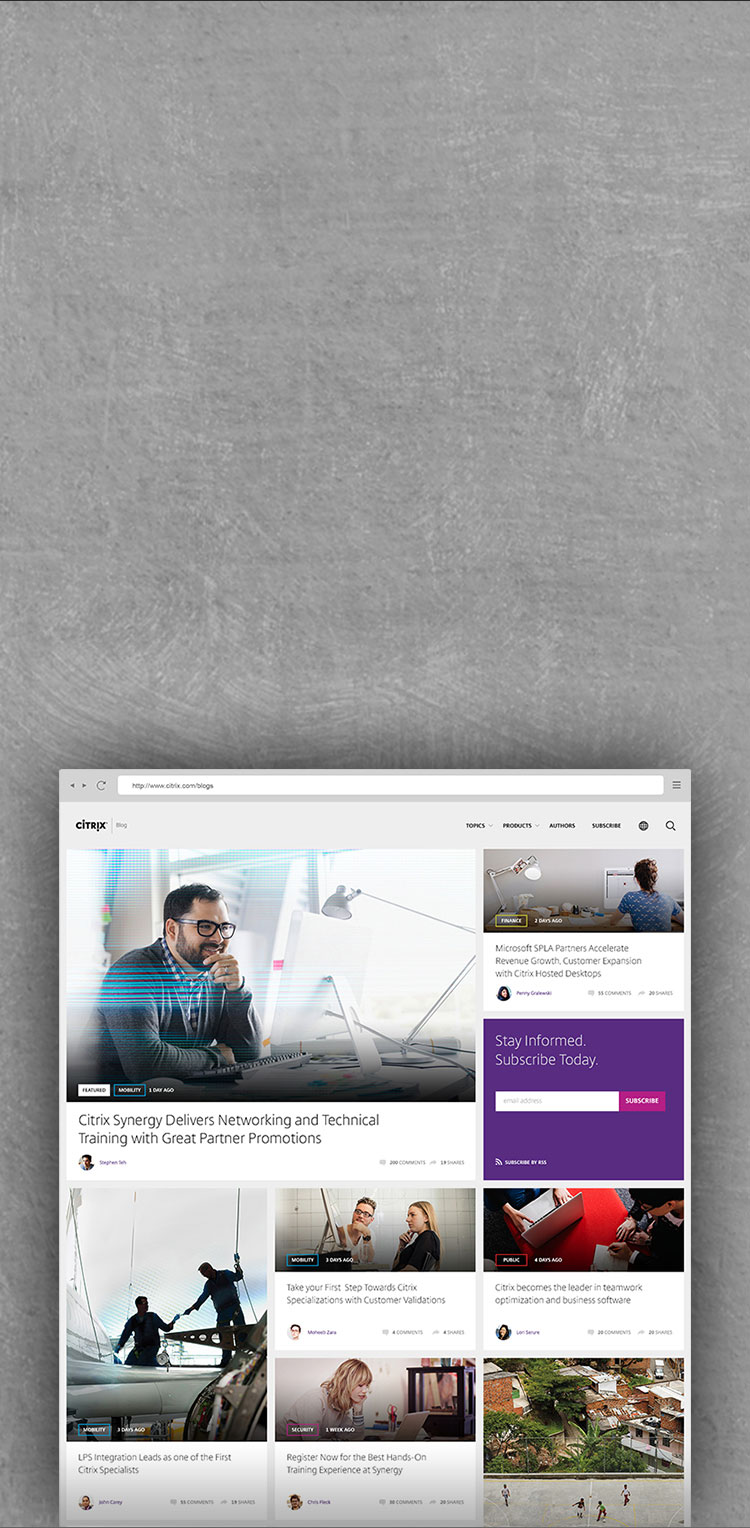 http://www.citrix.com/blogs
CİTRIX Blog
TOPICS PRODUCTS AUTHORS SUBSCRIBE
FEATURED MOBILITY 1 DAY AGO
Citrix Synergy Delivers Networking and Technical
Training with Great Partner Promotions
Stephen Teh 200 COMMENTS 19 SHARES
FINANCE 2 DAYS AGO
Microsoft SPLA Partners Accelerate
Revenue Growth, Customer Expansion
with Citrix Hosted Desktops
Penny Gralewski 55 COMMENTS 20 SHARES
Stay Informed.
Subscribe Today.
email address SUBSCRIBE
SUBSCRIBE BY RSS
MOBILITY 3 DAYS AGO
LPS Integration Leads as one of the First
Citrix Specialists
John Carey 55 COMMENTS 19 SHARES
MOBILITY 3 DAYS AGO
Take your First Step Towards Citrix
Specializations with Customer Validations
Moheeti Zara 4 COMMENTS 4 SHARES
PUBLIC 4 DAYS AGO
Citrix becomes the leader in teamwork
optimization and business software
Lori Serure 20 COMMENTS 20 SHARES
SECURITY 1 WEEK AGO
Register Now for the Best Hands-On
Training Experience at Synergy
Chris Fleck 30 COMMENTS 20 SHARES